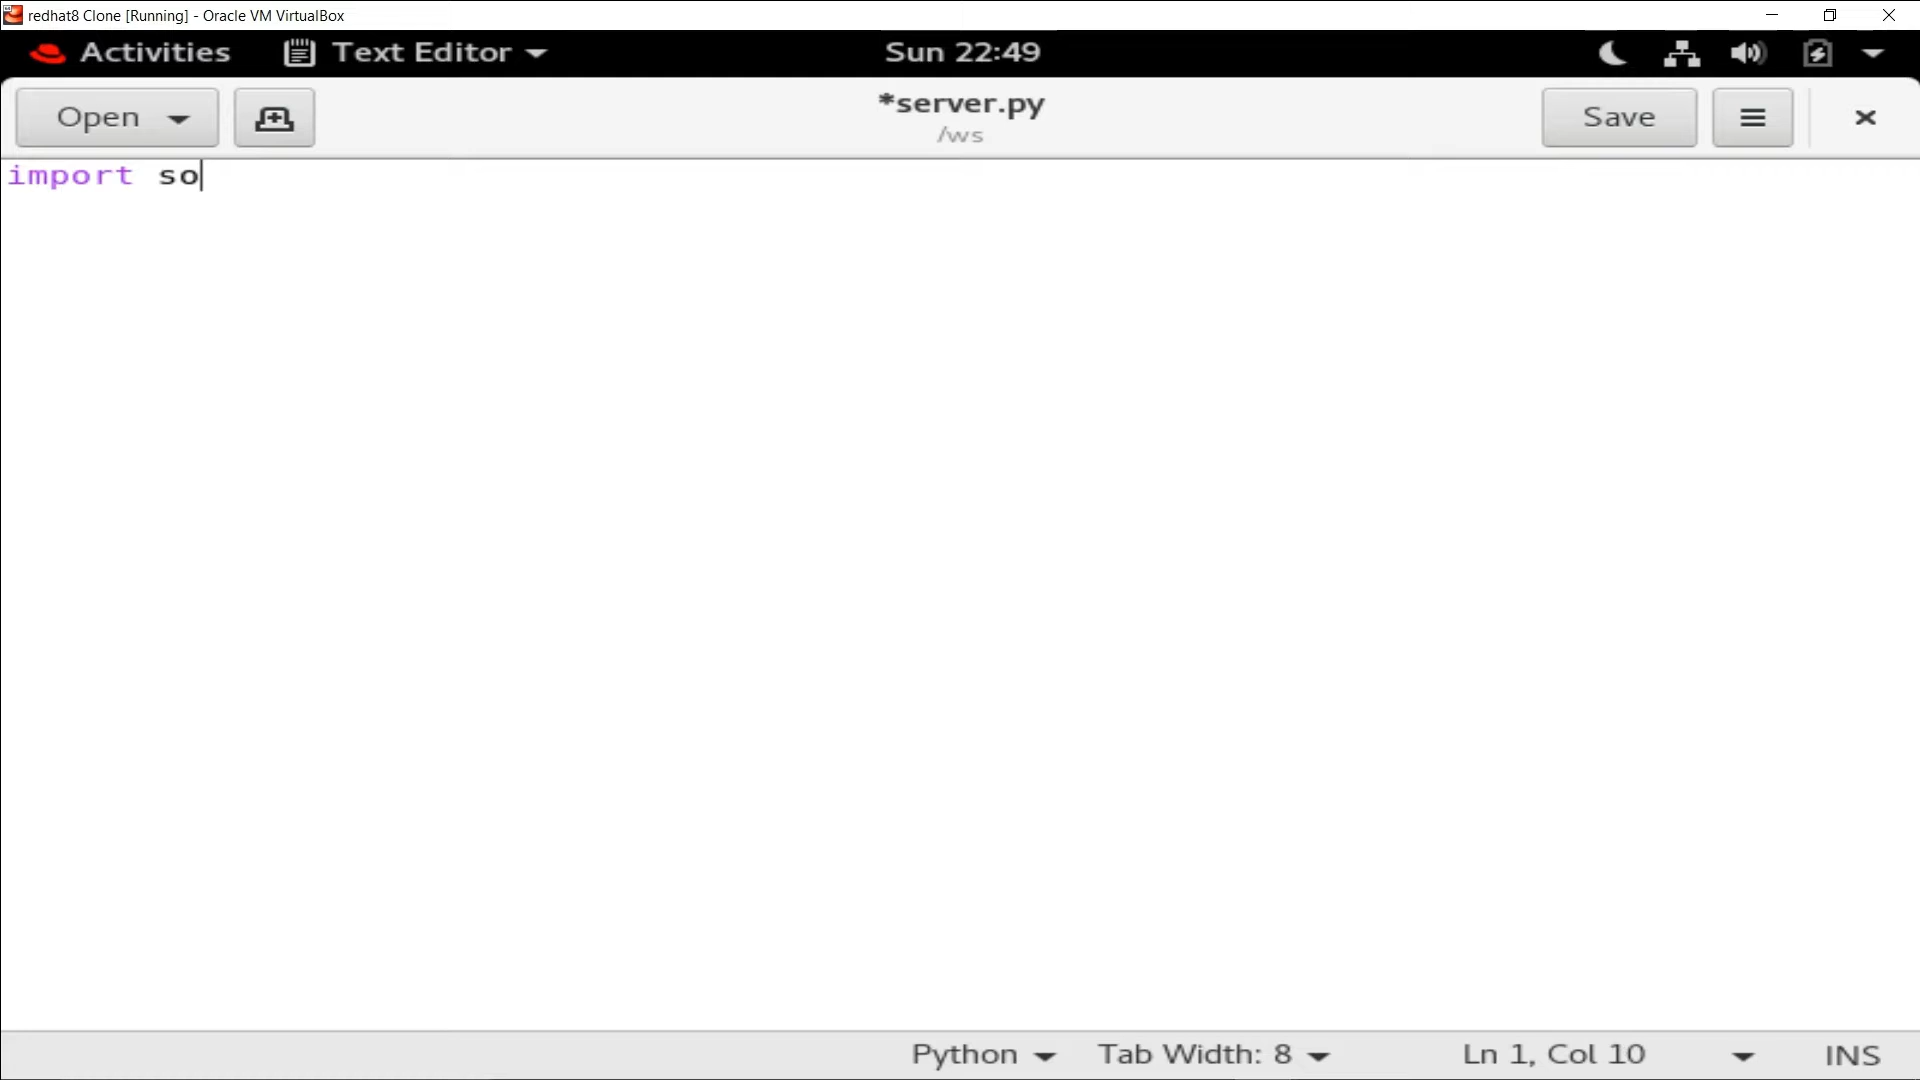 redhat8 Clone [Running] - Oracle VM VirtualBox
Activities Text Editor Sun 22:49
Open *server.py Save
/ws
import so
Python Tab Width: 8 Ln 1, Col 10 INS